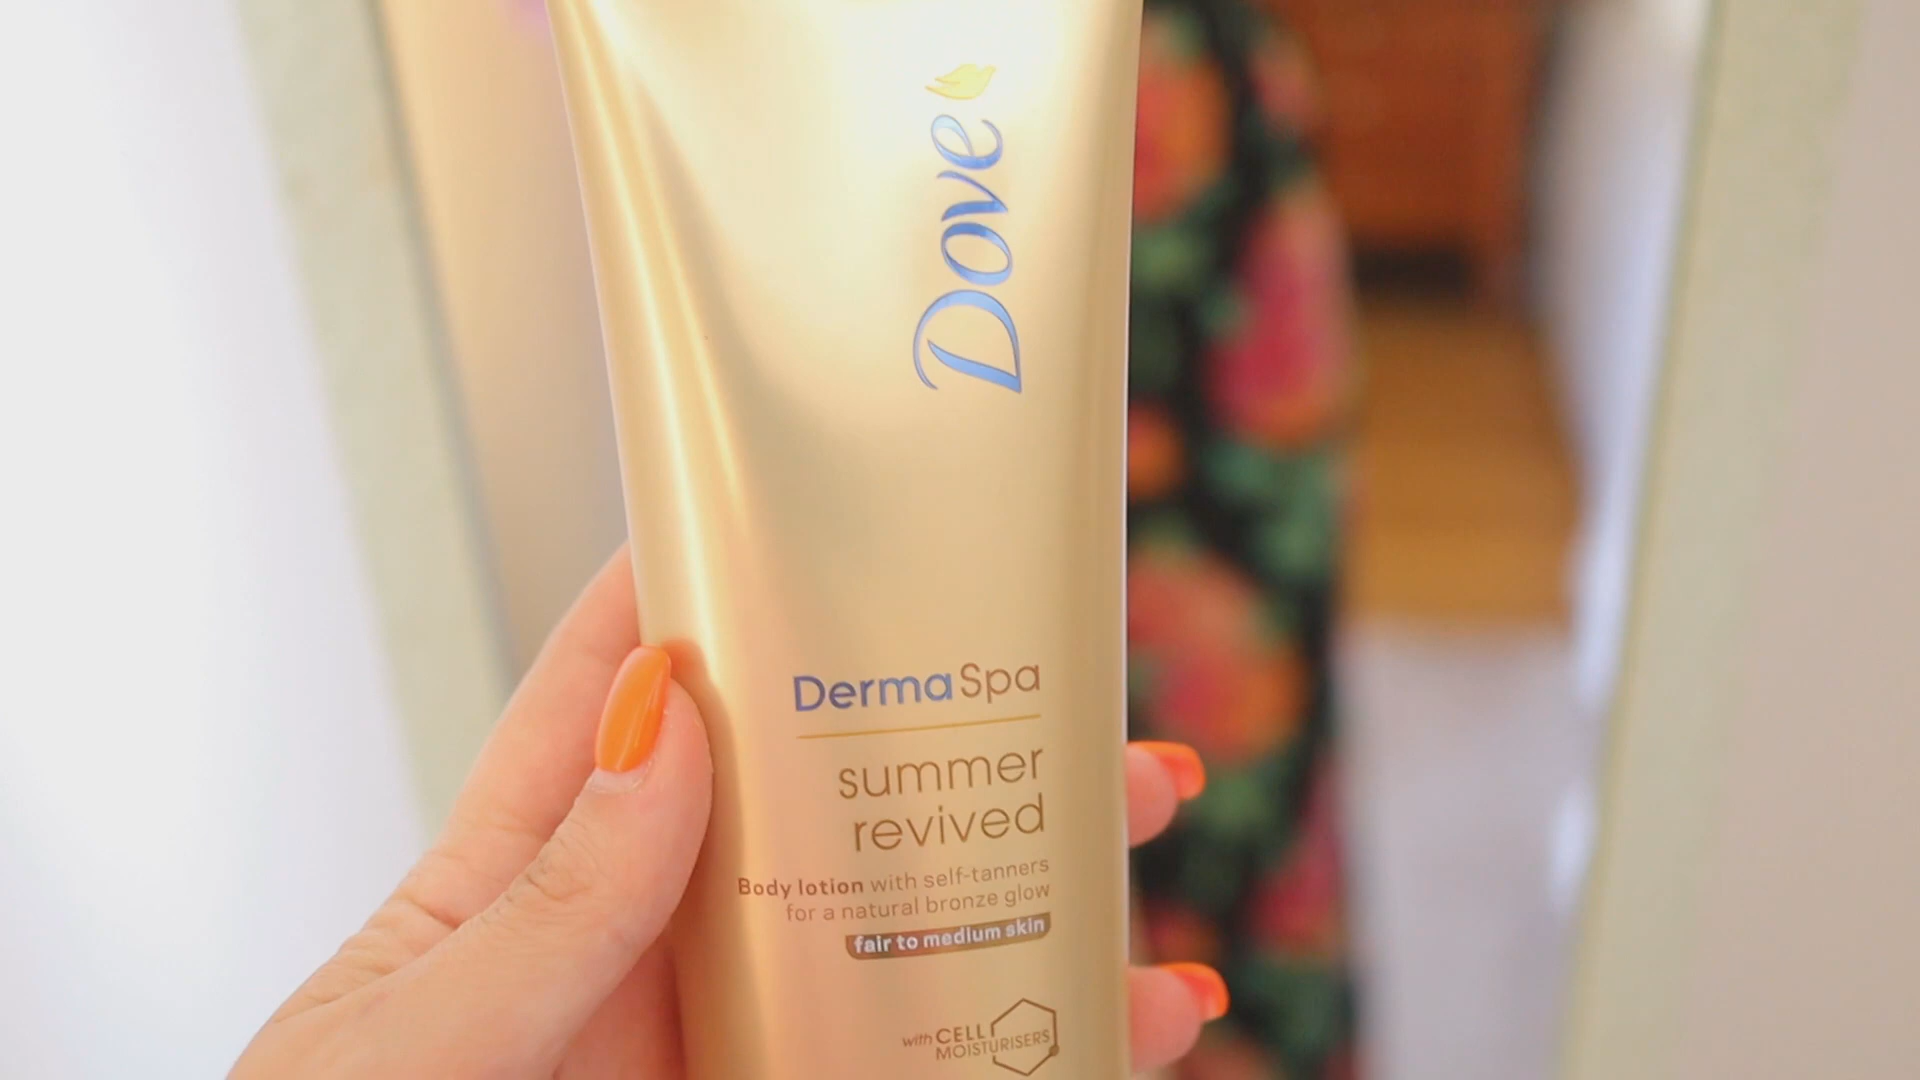 Dove
DermaSpa
summer
revived
Body lotion with self-tanners
for a natural bronze glow
fair to medium skin
with CELL
MOISTURISERS